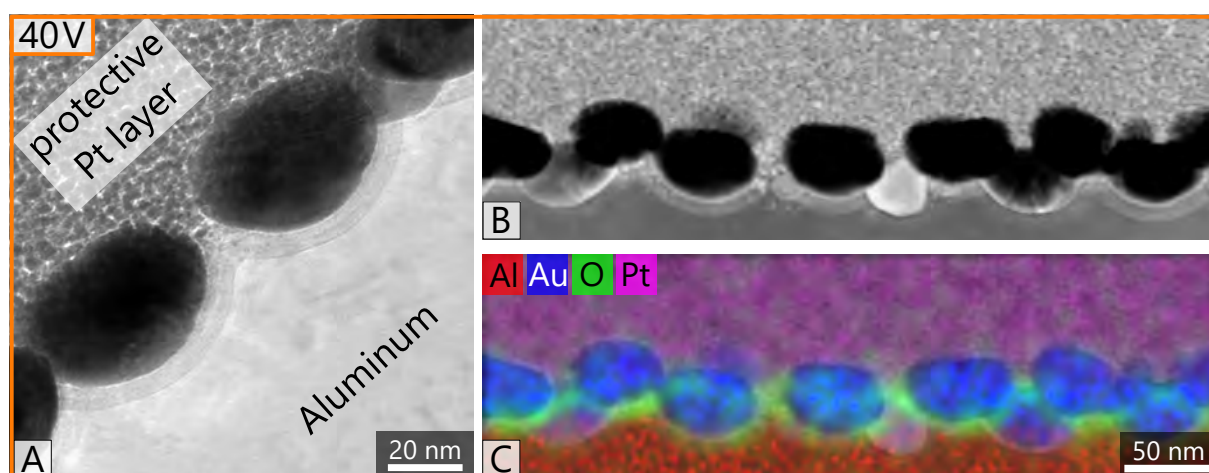 40V
protective
Pt layer
Aluminum
A
20 nm
B
Al Au O Pt
C
50 nm